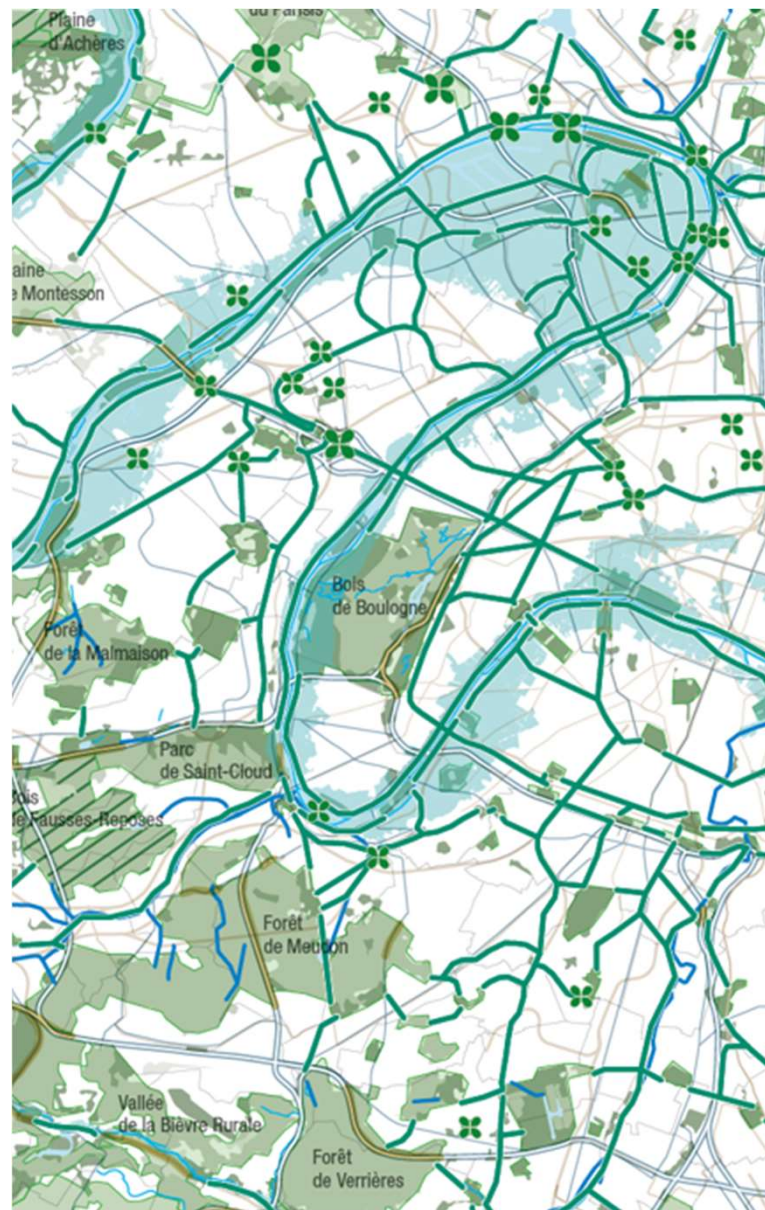 du Parisis
Plaine
d'Achères
laine
e Montesson
Bois
de Boulogne
Forêt
de la Malmaison
Parc
de Saint-Cloud
Bois
de Fausses-Reposes
Forêt
de Meudon
Vallée
de la Bièvre Rurale
Forêt
de Verrières